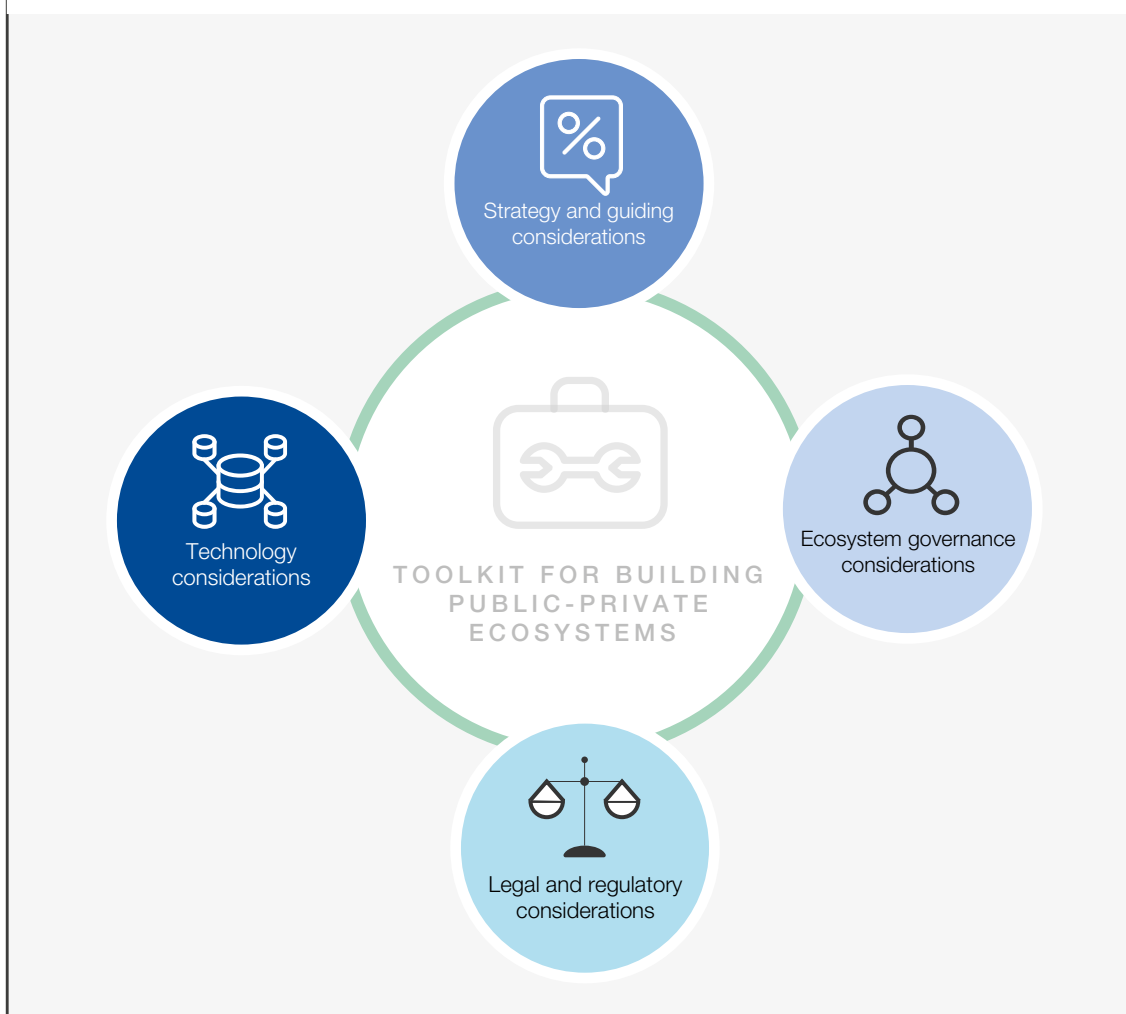 %
Strategy and guiding
considerations
Technology
considerations
TOOLKIT FOR BUILDING
PUBLIC-PRIVATE
ECOSYSTEMS
Ecosystem governance
considerations
Legal and regulatory
considerations